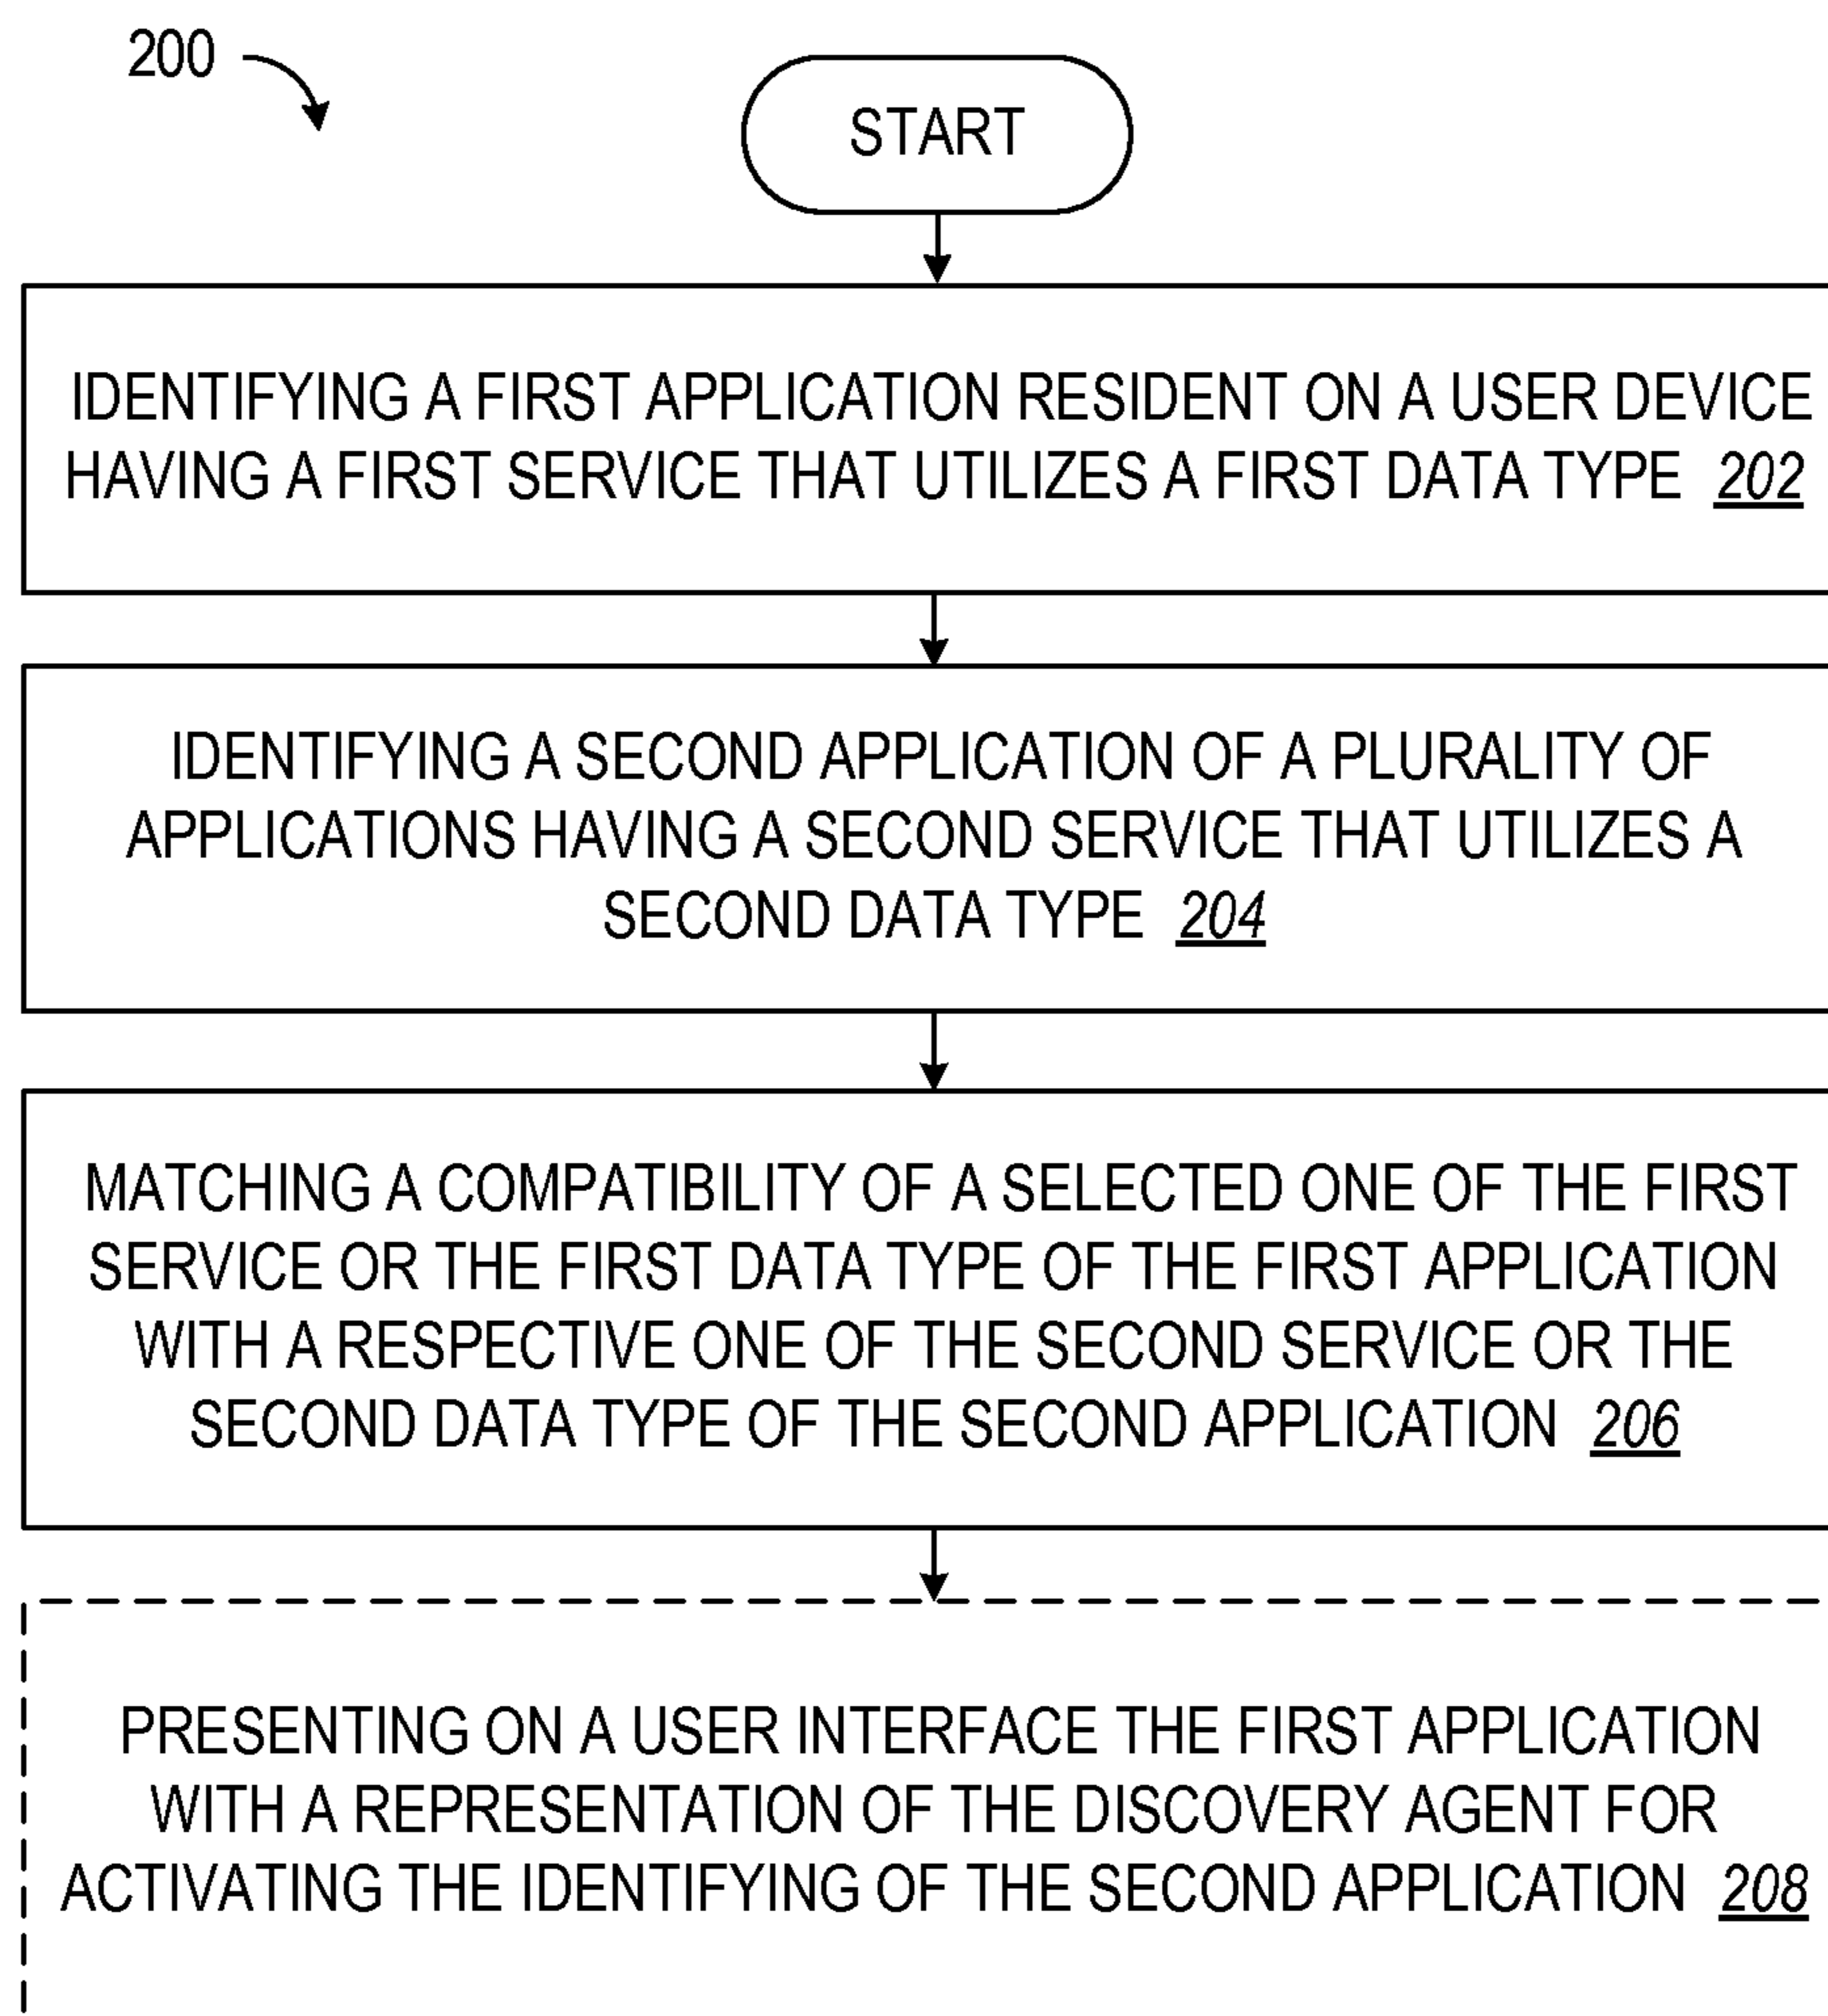 200
START
IDENTIFYING A FIRST APPLICATION RESIDENT ON A USER DEVICE
HAVING A FIRST SERVICE THAT UTILIZES A FIRST DATA TYPE 202
IDENTIFYING A SECOND APPLICATION OF A PLURALITY OF
APPLICATIONS HAVING A SECOND SERVICE THAT UTILIZES A
SECOND DATA TYPE 204
MATCHING A COMPATIBILITY OF A SELECTED ONE OF THE FIRST
SERVICE OR THE FIRST DATA TYPE OF THE FIRST APPLICATION
WITH A RESPECTIVE ONE OF THE SECOND SERVICE OR THE
SECOND DATA TYPE OF THE SECOND APPLICATION 206
PRESENTING ON A USER INTERFACE THE FIRST APPLICATION
WITH A REPRESENTATION OF THE DISCOVERY AGENT FOR
ACTIVATING THE IDENTIFYING OF THE SECOND APPLICATION 208